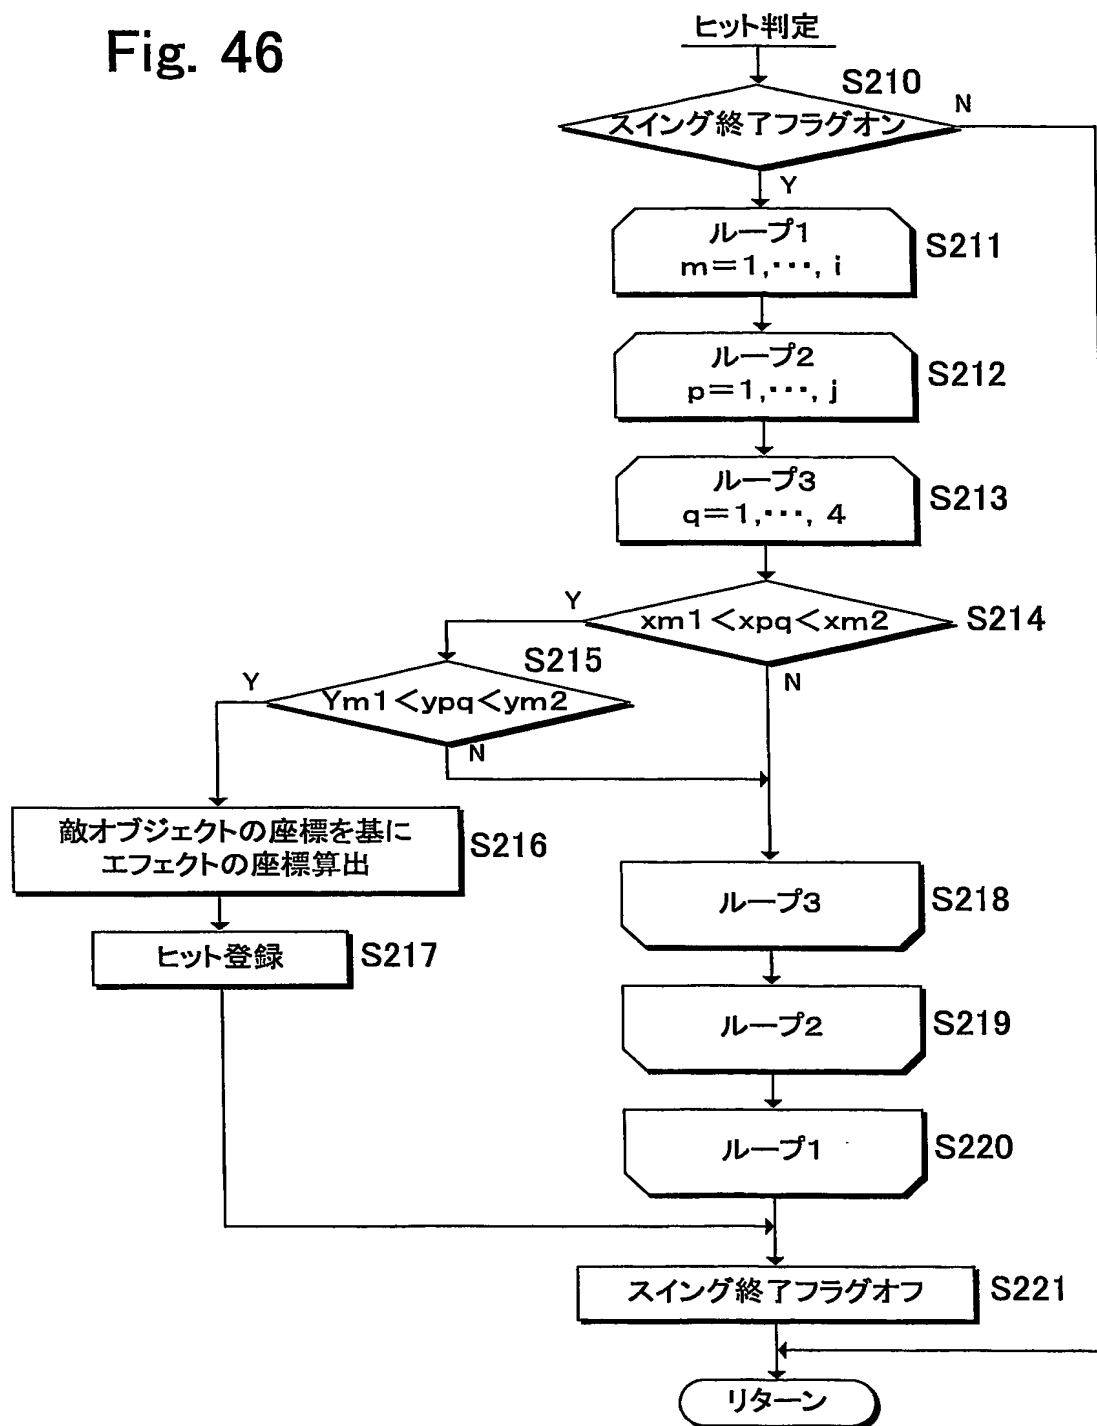 Fig. 46
ヒット判定
S210
スイング終了フラグオン
N
Y
ループ1
m=1,・・・, i
S211
ループ2
p=1,・・・, j
S212
ループ3
q=1,・・・, 4
S213
Y
xm1<xpq<xm2
S214
N
S215
Y
Ym1<ypq<ym2
N
敵オブジェクトの座標を基に
エフェクトの座標算出
S216
ヒット登録
S217
ループ3
S218
ループ2
S219
ループ1
S220
スイング終了フラグオフ
S221
リターン